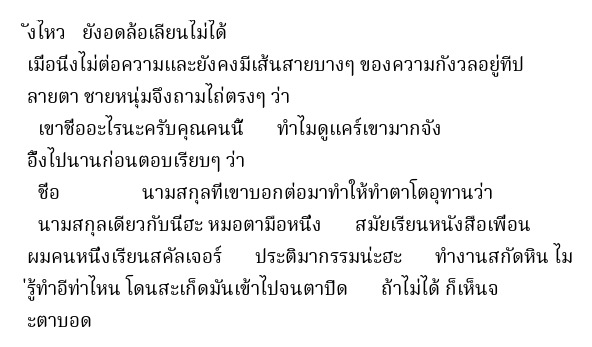 ังไหว ยังอดล้อเลียนไม่ได้
เมื่อนึงไม่ต่อความและยังคงมีเส้นสายบางๆ ของความกังวลอยู่ที่ป
ลายตา ชายหนุ่มจึงถามไถ่ตรงๆ ว่า
เขาชื่ออะไรนะครับคุณคนนี้ ทำไมดูแคร์เขามากจัง
อึ้งไปนานก่อนตอบเรียบๆ ว่า
ชื่อ นามสกุลที่เขาบอกต่อมาทำให้ทำตาโตอุทานว่า
นามสกุลเดียวกับนี่ฮะ หมอตามือหนึ่ง สมัยเรียนหนังสือเพื่อน
ผมคนหนึ่งเรียนสคัลเจอร์ ประติมากรรมน่ะฮะ ทำงานสกัดหิน ไม
่รู้ทำอีท่าไหน โดนสะเก็ดมันเข้าไปจนตาปิด ถ้าไม่ได้ ก็เห็นจ
ะตาบอด